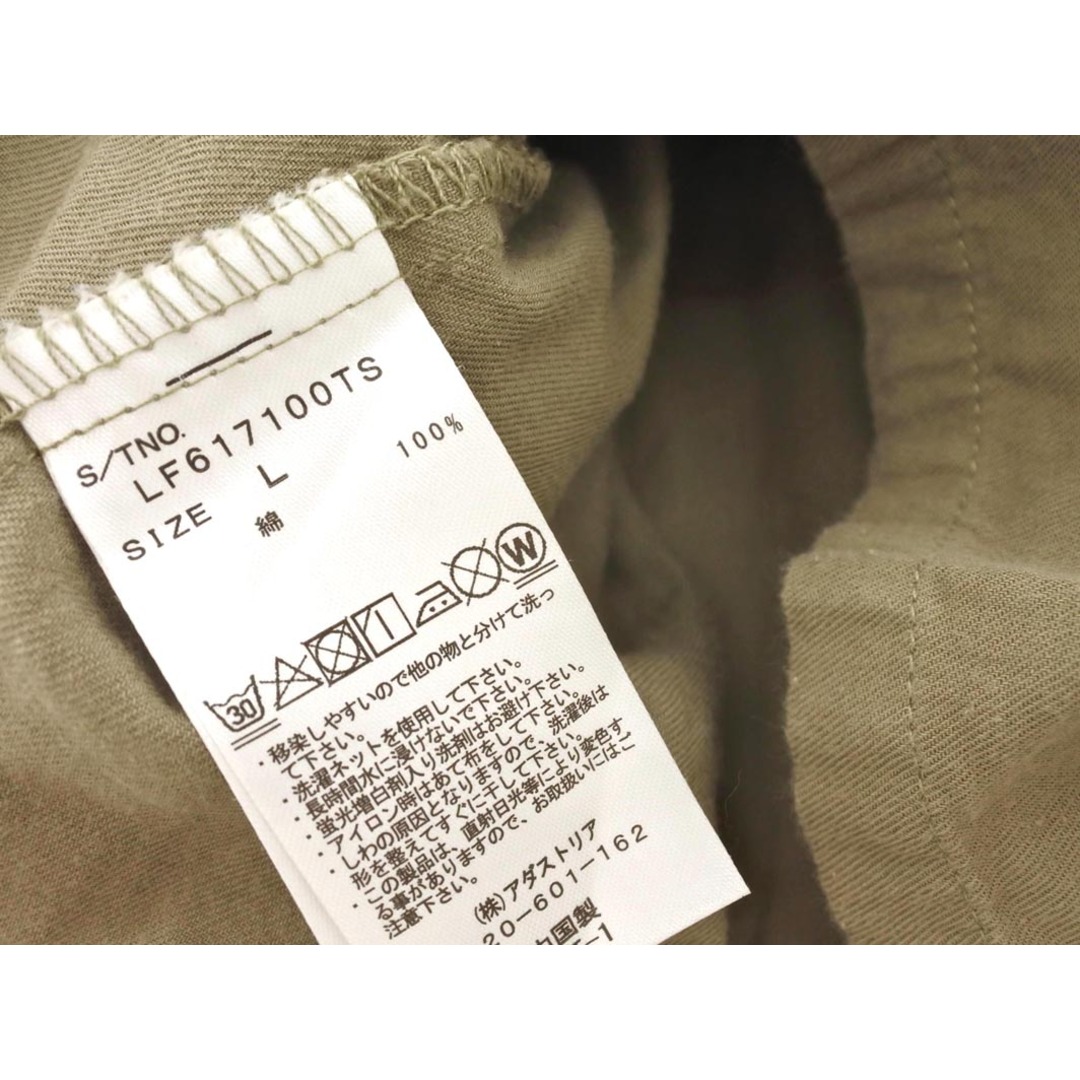 S/TNO.
LF617100TS
SIZE L
綿 100%
30 W
・移染しやすいので他の物と分けて洗っ
て下さい。
・洗濯ネットを使用して下さい。
・長時間水に浸けないで下さい。
・蛍光増白剤入り洗剤はお避け下さい。
・アイロン時はあて布をして下さい。
・しわの原因となりますので、洗濯後は
形を整えてすぐに干して下さい。
・この製品は、直射日光等により変色す
る事がありますので、お取扱いにはご
注意下さい。
(株)アダストリア
20-601-162
中国製